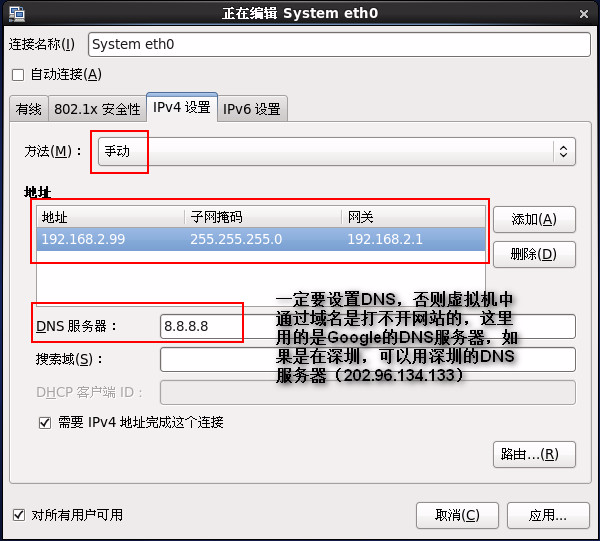 正在编辑 System eth0
连接名称(I) System eth0
自动连接(A)
有线 802.1x 安全性 IPv4 设置 IPv6 设置
方法(M)： 手动
地址
地址 子网掩码 网关 添加(A)
192.168.2.99 255.255.255.0 192.168.2.1
删除(D)
一定要设置DNS，否则虚拟机中
通过域名是打不开网站的，这里
用的是Google的DNS服务器，如
果是在深圳，可以用深圳的DNS
服务器（202.96.134.133）
DNS 服务器： 8.8.8.8
搜索域(S)：
DHCP 客户端 ID：
需要 IPv4 地址完成这个连接
路由...(R)
对所有用户可用 取消(C) 应用...